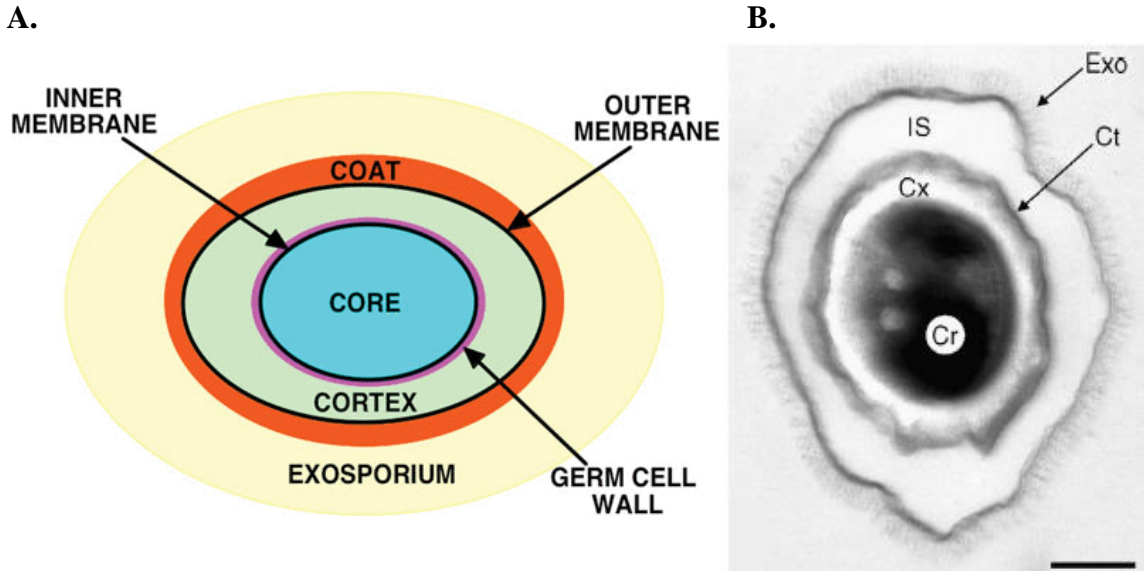 A.
B.
INNER
MEMBRANE
OUTER
MEMBRANE
COAT
CORE
CORTEX
EXOSPORIUM
GERM CELL
WALL
Exo
IS
Ct
Cx
Cr